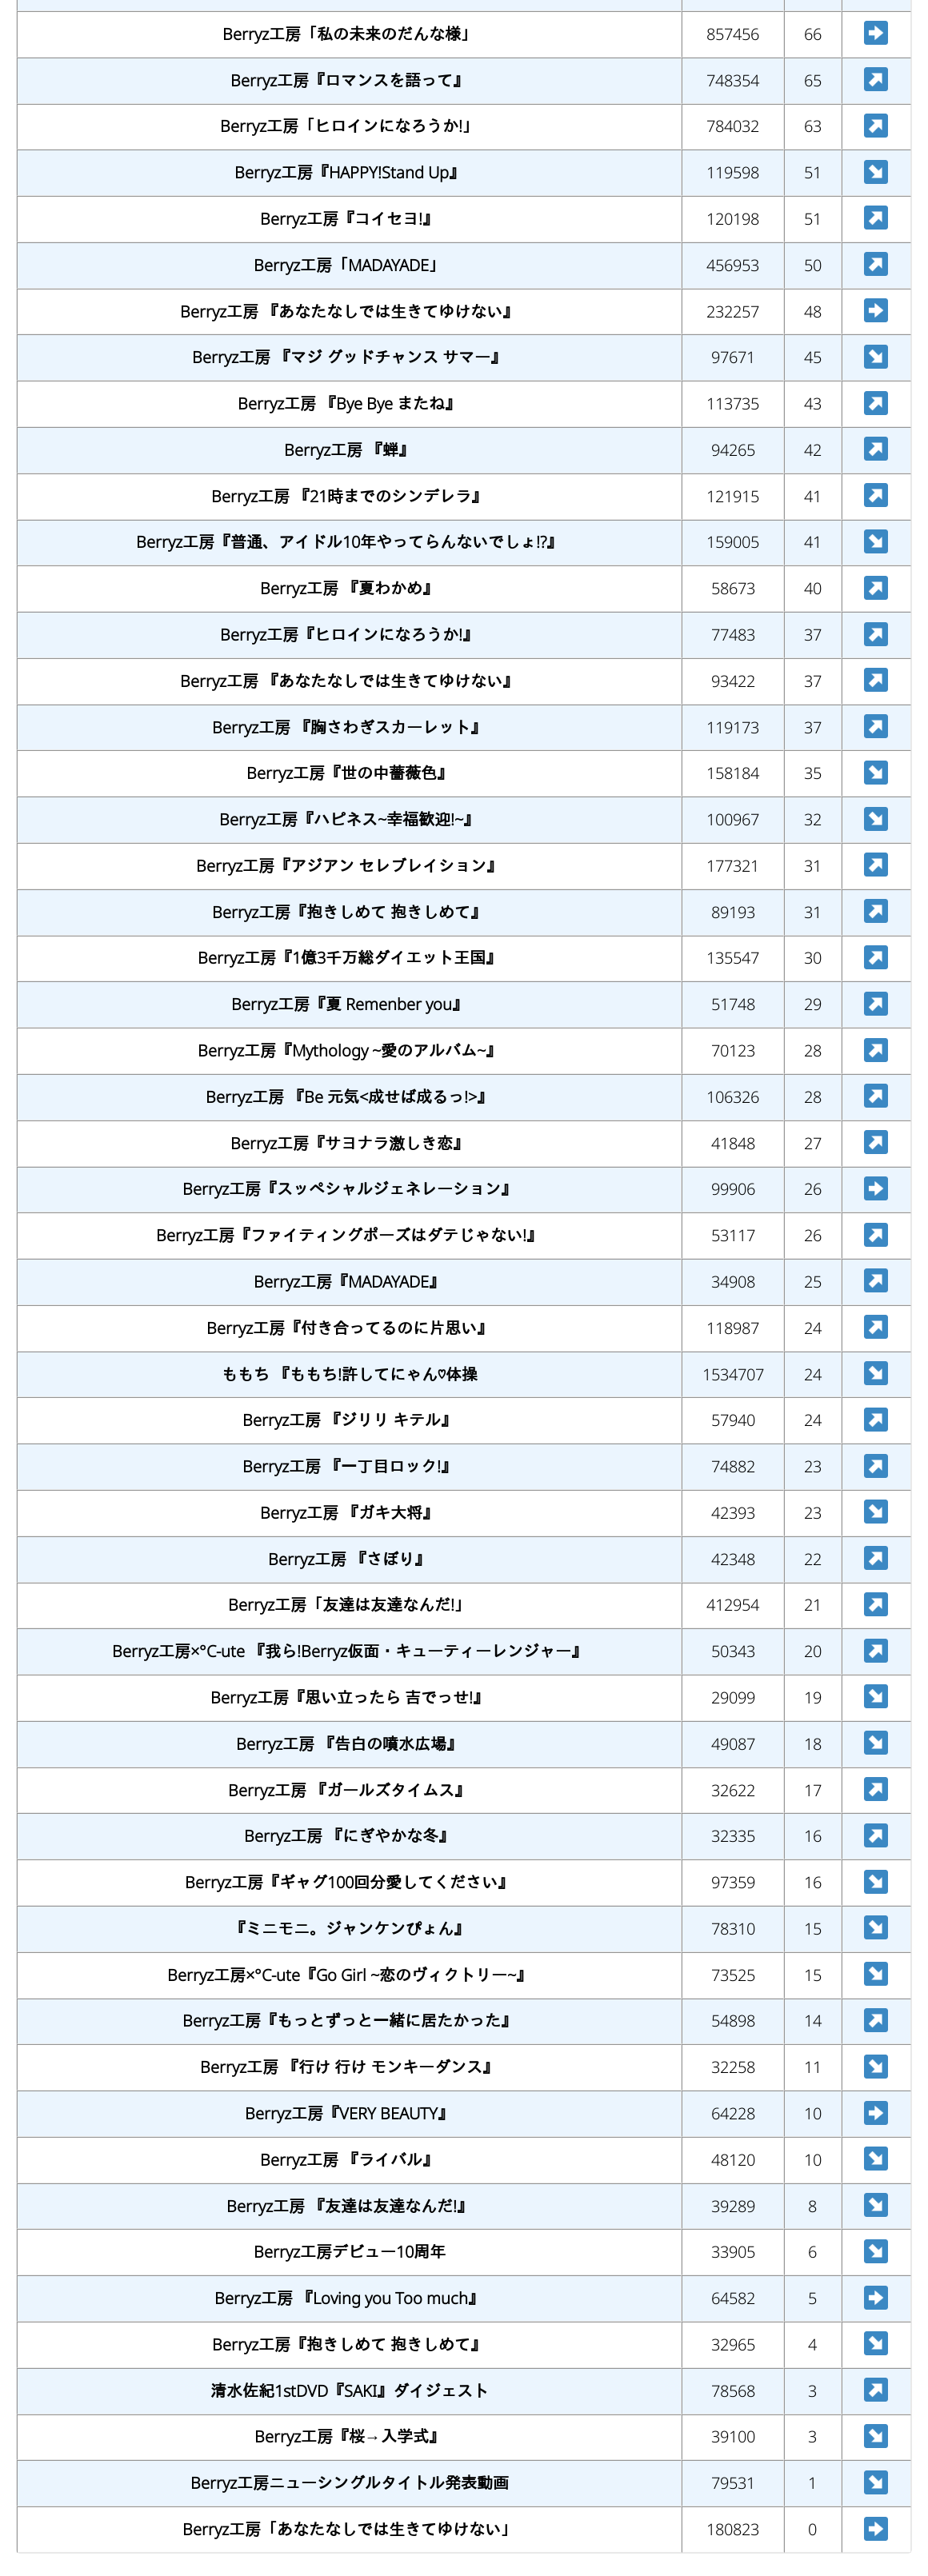 Berryz工房「私の未来のだんな様」 857456 66 ➡
Berryz工房『ロマンスを語って』 748354 65 ↗
Berryz工房「ヒロインになろうか!」 784032 63 ↗
Berryz工房『HAPPY!Stand Up』 119598 51 ↘
Berryz工房『コイセヨ!』 120198 51 ↗
Berryz工房「MADAYADE」 456953 50 ↗
Berryz工房 『あなたなしでは生きてゆけない』 232257 48 ➡
Berryz工房 『マジ グッドチャンス サマー』 97671 45 ↘
Berryz工房 『Bye Bye またね』 113735 43 ↗
Berryz工房 『蝉』 94265 42 ↗
Berryz工房 『21時までのシンデレラ』 121915 41 ↗
Berryz工房『普通、アイドル10年やってらんないでしょ!?』 159005 41 ↘
Berryz工房 『夏わかめ』 58673 40 ↗
Berryz工房『ヒロインになろうか!』 77483 37 ↗
Berryz工房 『あなたなしでは生きてゆけない』 93422 37 ↗
Berryz工房 『胸さわぎスカーレット』 119173 37 ↗
Berryz工房『世の中薔薇色』 158184 35 ↘
Berryz工房『ハピネス~幸福歓迎!~』 100967 32 ↘
Berryz工房『アジアン セレブレイション』 177321 31 ↗
Berryz工房『抱きしめて 抱きしめて』 89193 31 ↗
Berryz工房『1億3千万総ダイエット王国』 135547 30 ↗
Berryz工房『夏 Remenber you』 51748 29 ↗
Berryz工房『Mythology ~愛のアルバム~』 70123 28 ↗
Berryz工房 『Be 元気<成せば成るっ!>』 106326 28 ↗
Berryz工房『サヨナラ激しき恋』 41848 27 ↗
Berryz工房『スッペシャルジェネレ～ション』 99906 26 ➡
Berryz工房『ファイティングポーズはダテじゃない!』 53117 26 ↗
Berryz工房『MADAYADE』 34908 25 ↗
Berryz工房『付き合ってるのに片思い』 118987 24 ↗
ももち 『ももち!許してにゃん♡体操 1534707 24 ↘
Berryz工房 『ジリリ キテル』 57940 24 ↗
Berryz工房 『一丁目ロック!』 74882 23 ↗
Berryz工房 『ガキ大将』 42393 23 ↘
Berryz工房 『さぼり』 42348 22 ↗
Berryz工房「友達は友達なんだ!」 412954 21 ↗
Berryz工房×°C-ute 『我ら!Berryz仮面・キューティーレンジャー』 50343 20 ↗
Berryz工房『思い立ったら 吉でっせ!』 29099 19 ↘
Berryz工房 『告白の噴水広場』 49087 18 ↘
Berryz工房 『ガールズタイムス』 32622 17 ↗
Berryz工房 『にぎやかな冬』 32335 16 ↗
Berryz工房『ギャグ100回分愛してください』 97359 16 ↘
『ミニモニ。ジャンケンぴょん』 78310 15 ↘
Berryz工房×°C-ute『Go Girl ~恋のヴィクトリー~』 73525 15 ↘
Berryz工房『もっとずっと一緒に居たかった』 54898 14 ↗
Berryz工房 『行け 行け モンキーダンス』 32258 11 ↘
Berryz工房『VERY BEAUTY』 64228 10 ➡
Berryz工房 『ライバル』 48120 10 ↘
Berryz工房 『友達は友達なんだ!』 39289 8 ↘
Berryz工房デビュー10周年 33905 6 ↘
Berryz工房 『Loving you Too much』 64582 5 ➡
Berryz工房『抱きしめて 抱きしめて』 32965 4 ↘
清水佐紀1stDVD『SAKI』ダイジェスト 78568 3 ↗
Berryz工房『桜→入学式』 39100 3 ↘
Berryz工房ニューシングルタイトル発表動画 79531 1 ↘
Berryz工房「あなたなしでは生きてゆけない」 180823 0 ➡